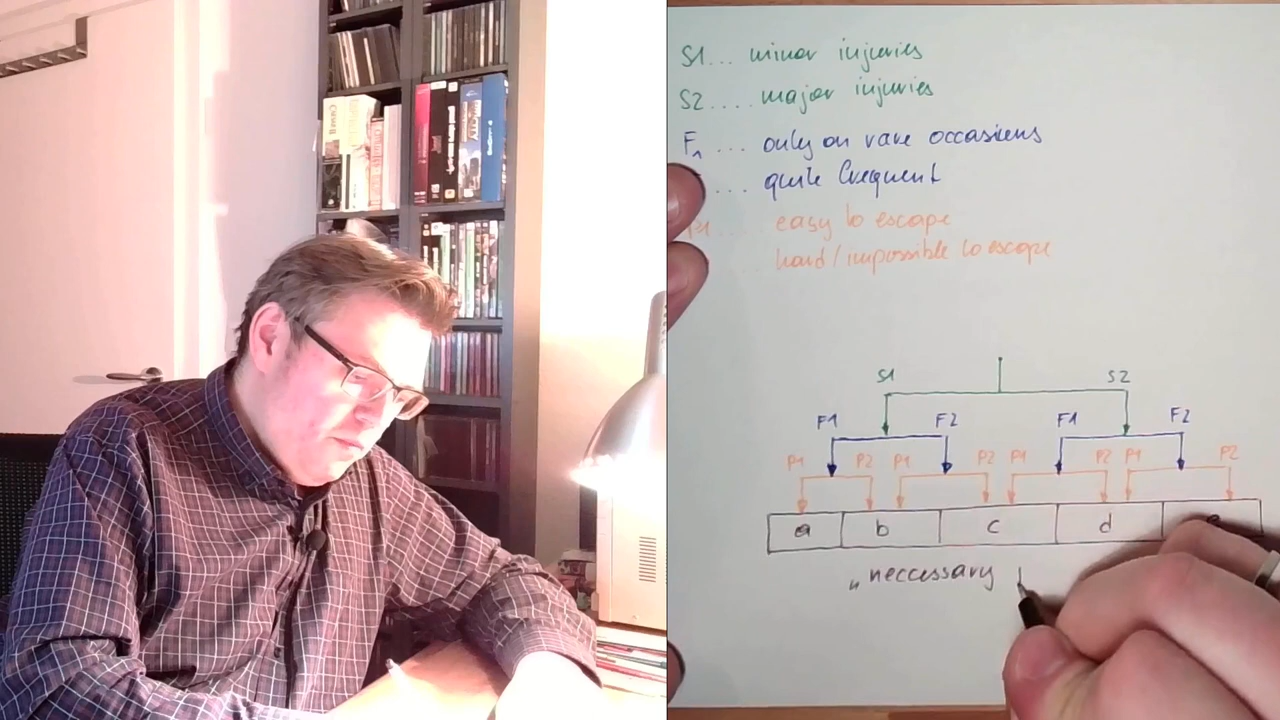 S1... minor injuries
S2.... major injuries
F1 ... only on rare occasions
... quite frequent
easy to escape
hard/impossible to escape
S1 S2
F1 F2 F1 F2
P1 P2 P1 P2 P1 P2 P1 P2
a b c d
„neccessary